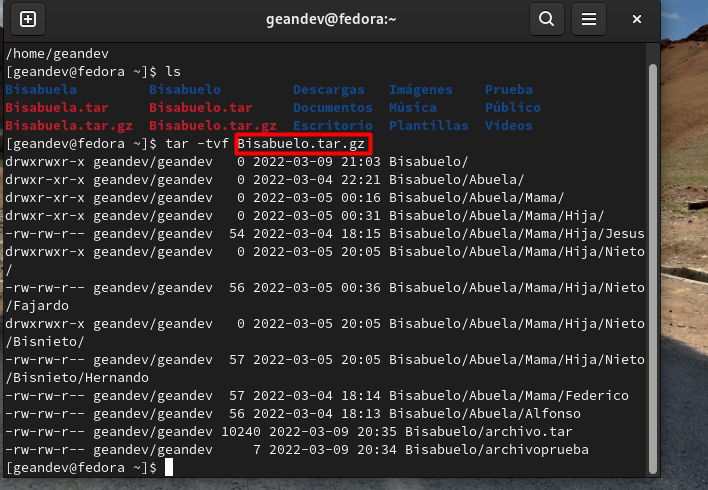 geandev@fedora:~
/home/geandev
[geandev@fedora ~]$ ls
Bisabuela Bisabuelo Descargas Imágenes Prueba
Bisabuela.tar Bisabuelo.tar Documentos Música Público
Bisabuela.tar.gz Bisabuelo.tar.gz Escritorio Plantillas Vídeos
[geandev@fedora ~]$ tar -tvf Bisabuelo.tar.gz
drwxrwxr-x geandev/geandev 0 2022-03-09 21:03 Bisabuelo/
drwxrwxr-x geandev/geandev 0 2022-03-04 22:21 Bisabuelo/Abuela/
drwxrwxr-x geandev/geandev 0 2022-03-05 00:16 Bisabuelo/Abuela/Mama/
drwxrwxr-x geandev/geandev 0 2022-03-05 00:31 Bisabuelo/Abuela/Mama/Hija/
-rw-rw-r-- geandev/geandev 54 2022-03-04 18:15 Bisabuelo/Abuela/Mama/Hija/Jesus
drwxrwxr-x geandev/geandev 0 2022-03-05 20:05 Bisabuelo/Abuela/Mama/Hija/Nieto
/
-rw-rw-r-- geandev/geandev 56 2022-03-05 00:36 Bisabuelo/Abuela/Mama/Hija/Nieto
/Fajardo
drwxrwxr-x geandev/geandev 0 2022-03-05 20:05 Bisabuelo/Abuela/Mama/Hija/Nieto
/Bisnieto/
-rw-rw-r-- geandev/geandev 57 2022-03-05 20:05 Bisabuelo/Abuela/Mama/Hija/Nieto
/Bisnieto/Hernando
-rw-rw-r-- geandev/geandev 57 2022-03-04 18:14 Bisabuelo/Abuela/Mama/Federico
-rw-rw-r-- geandev/geandev 56 2022-03-04 18:13 Bisabuelo/Abuela/Alfonso
-rw-rw-r-- geandev/geandev 10240 2022-03-09 20:35 Bisabuelo/archivo.tar
-rw-rw-r-- geandev/geandev 7 2022-03-09 20:34 Bisabuelo/archivoprueba
[geandev@fedora ~]$